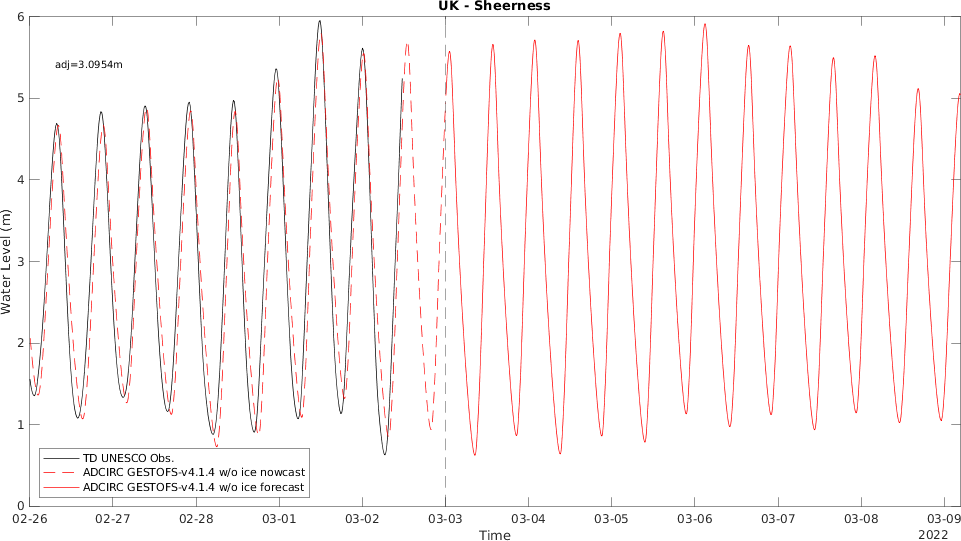 UK - Sheerness
adj=3.0954m
Water Level (m)
6
5
4
3
2
1
0
TD UNESCO Obs.
ADCIRC GESTOFS-v4.1.4 w/o ice nowcast
ADCIRC GESTOFS-v4.1.4 w/o ice forecast
02-26 02-27 02-28 03-01 03-02 03-03 03-04 03-05 03-06 03-07 03-08 03-09
Time
2022